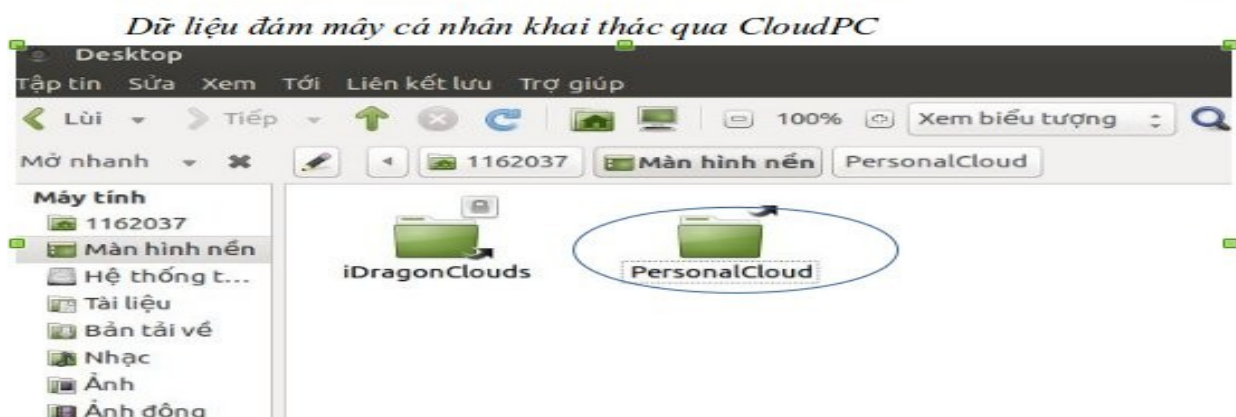 Dữ liệu đám mây cá nhân khai thác qua CloudPC
Desktop
Tập tin Sửa Xem Tới Liên kết lưu Trợ giúp
Lùi Tiếp 100% Xem biểu tượng
Mở nhanh 1162037 Màn hình nền PersonalCloud
Máy tính
1162037
Màn hình nền
Hệ thống t...
Tài liệu
Bản tải về
Nhạc
Ảnh
Ảnh động
iDragonClouds PersonalCloud